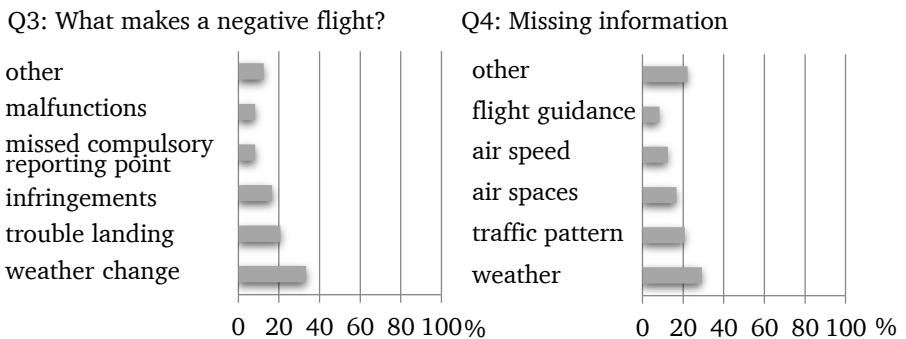 Q3: What makes a negative flight?
other
malfunctions
missed compulsory
reporting point
infringements
trouble landing
weather change
0 20 40 60 80 100%
Q4: Missing information
other
flight guidance
air speed
air spaces
traffic pattern
weather
0 20 40 60 80 100 %